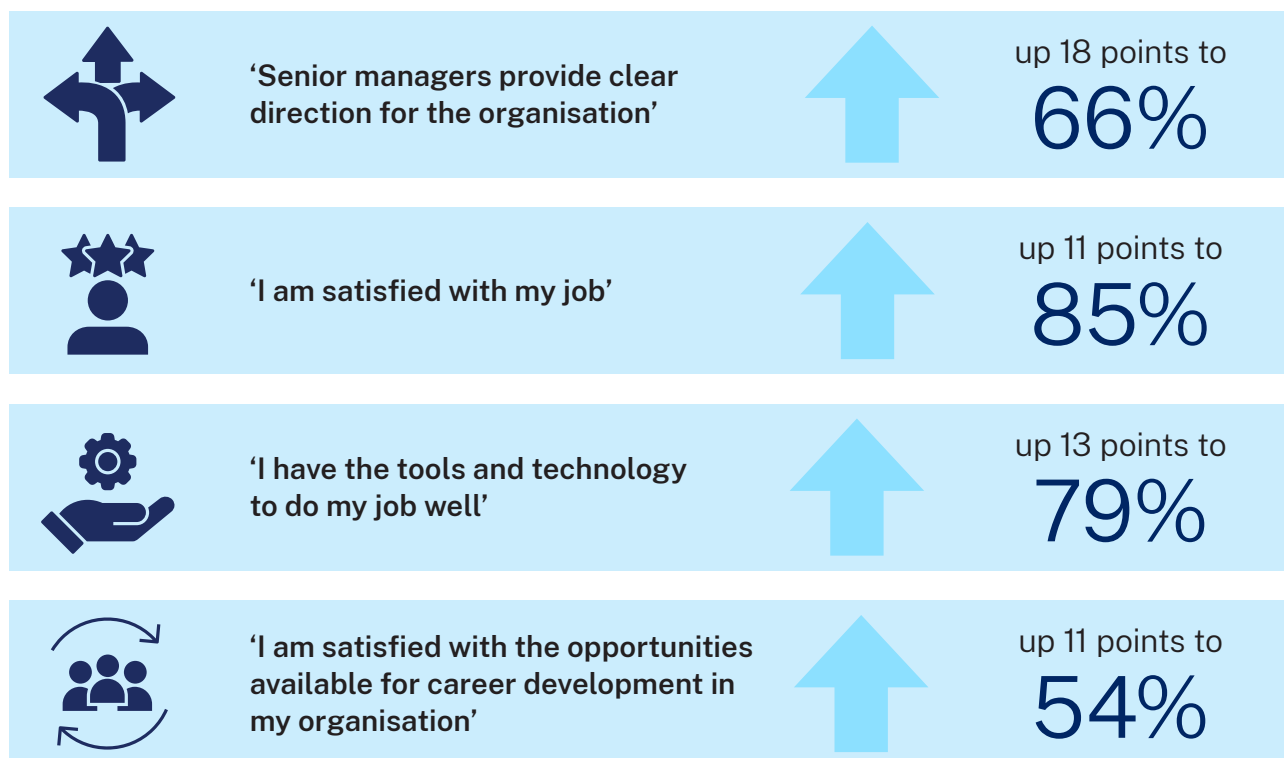 ‘Senior managers provide clear
direction for the organisation’
up 18 points to
66%
‘I am satisfied with my job’
up 11 points to
85%
‘I have the tools and technology
to do my job well’
up 13 points to
79%
‘I am satisfied with the opportunities
available for career development in
my organisation’
up 11 points to
54%